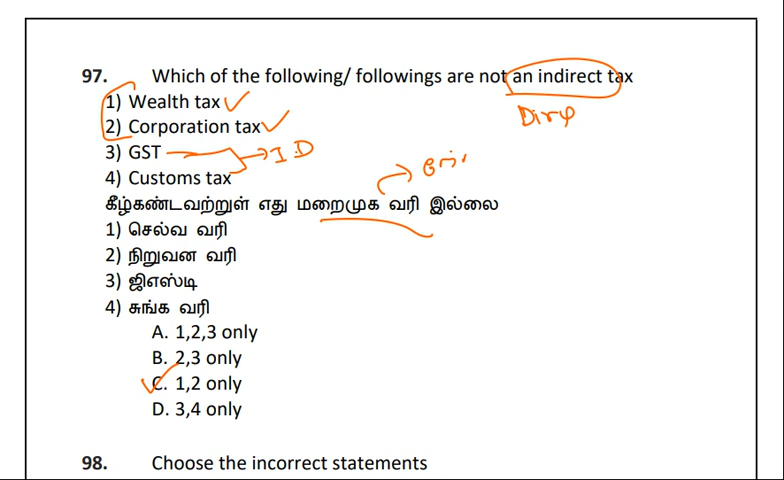 97. Which of the following/ followings are not an indirect tax
1) Wealth tax
Dir
2) Corporation tax
3) GST
I.D
4) Customs tax
கீழ்கண்டவற்றுள் எது மறைமுக வரி இல்லை
1) செல்வ வரி
2) நிறுவன வரி
3) ஜிஎஸ்டி
4) சுங்க வரி
A. 1,2,3 only
B. 2,3 only
C. 1,2 only
D. 3,4 only
98. Choose the incorrect statements